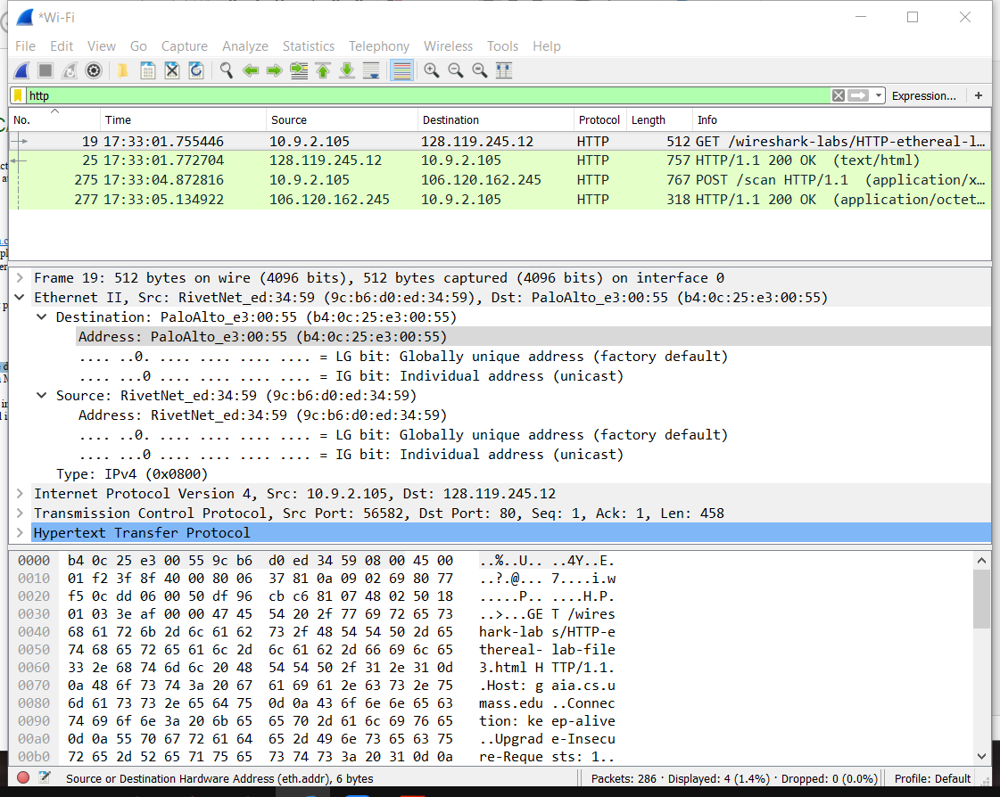 *Wi-Fi
File Edit View Go Capture Analyze Statistics Telephony Wireless Tools Help
http Expression... +
No. Time Source Destination Protocol Length Info
19 17:33:01.755446 10.9.2.105 128.119.245.12 HTTP 512 GET /wireshark-labs/HTTP-ethereal-l…
25 17:33:01.772704 128.119.245.12 10.9.2.105 HTTP 757 HTTP/1.1 200 OK (text/html)
275 17:33:04.872816 10.9.2.105 106.120.162.245 HTTP 767 POST /scan HTTP/1.1 (application/x…
277 17:33:05.134922 106.120.162.245 10.9.2.105 HTTP 318 HTTP/1.1 200 OK (application/octet…
Frame 19: 512 bytes on wire (4096 bits), 512 bytes captured (4096 bits) on interface 0
Ethernet II, Src: RivetNet_ed:34:59 (9c:b6:d0:ed:34:59), Dst: PaloAlto_e3:00:55 (b4:0c:25:e3:00:55)
Destination: PaloAlto_e3:00:55 (b4:0c:25:e3:00:55)
Address: PaloAlto_e3:00:55 (b4:0c:25:e3:00:55)
.... ..0. .... .... .... .... = LG bit: Globally unique address (factory default)
.... ...0 .... .... .... .... = IG bit: Individual address (unicast)
Source: RivetNet_ed:34:59 (9c:b6:d0:ed:34:59)
Address: RivetNet_ed:34:59 (9c:b6:d0:ed:34:59)
.... ..0. .... .... .... .... = LG bit: Globally unique address (factory default)
.... ...0 .... .... .... .... = IG bit: Individual address (unicast)
Type: IPv4 (0x0800)
Internet Protocol Version 4, Src: 10.9.2.105, Dst: 128.119.245.12
Transmission Control Protocol, Src Port: 56582, Dst Port: 80, Seq: 1, Ack: 1, Len: 458
Hypertext Transfer Protocol
0000 b4 0c 25 e3 00 55 9c b6 d0 ed 34 59 08 00 45 00 ..%..U.. ..4Y..E.
0010 01 f2 3f 8f 40 00 80 06 37 81 0a 09 02 69 80 77 ..?.@... 7....i.w
0020 f5 0c dd 06 00 50 df 96 cb c6 81 07 48 02 50 18 .....P.. ....H.P.
0030 01 03 3e af 00 00 47 45 54 20 2f 77 69 72 65 73 ..>...GE T /wires
0040 68 61 72 6b 2d 6c 61 62 73 2f 48 54 54 50 2d 65 hark-lab s/HTTP-e
0050 74 68 65 72 65 61 6c 2d 6c 61 62 2d 66 69 6c 65 thereal- lab-file
0060 33 2e 68 74 6d 6c 20 48 54 54 50 2f 31 2e 31 0d 3.html H TTP/1.1.
0070 0a 48 6f 73 74 3a 20 67 61 69 61 2e 63 73 2e 75 .Host: g aia.cs.u
0080 6d 61 73 73 2e 65 64 75 0d 0a 43 6f 6e 6e 65 63 mass.edu ..Connec
0090 74 69 6f 6e 3a 20 6b 65 65 70 2d 61 6c 69 76 65 tion: ke ep-alive
00a0 0d 0a 55 70 67 72 61 64 65 2d 49 6e 73 65 63 75 ..Upgrad e-Insecu
00b0 72 65 2d 52 65 71 75 65 73 74 73 3a 20 31 0d 0a re-Reque sts: 1..
Source or Destination Hardware Address (eth.addr), 6 bytes Packets: 286 · Displayed: 4 (1.4%) · Dropped: 0 (0.0%) Profile: Default